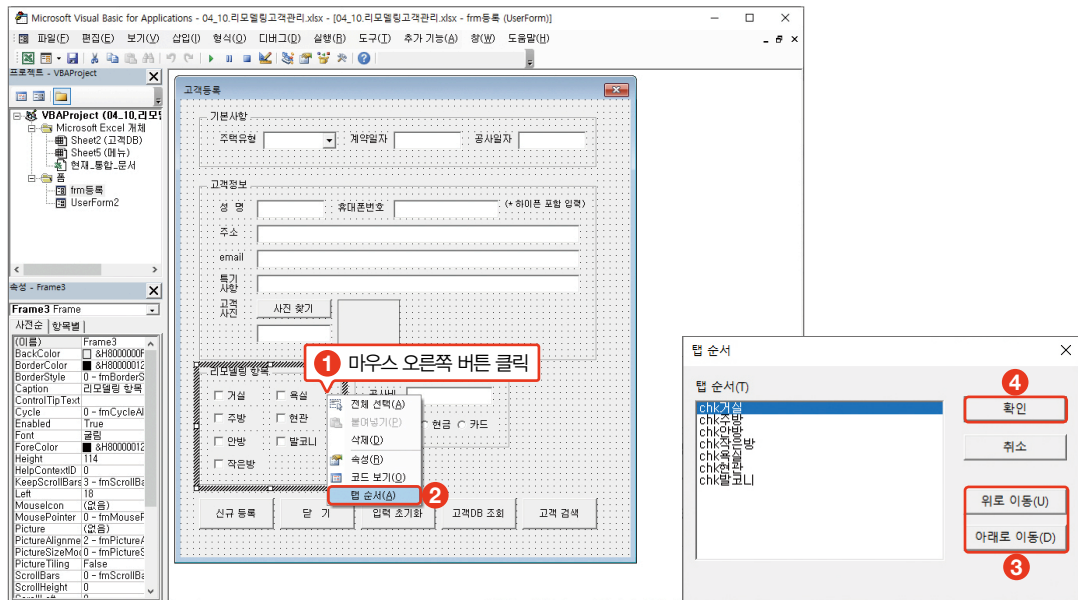 Microsoft Visual Basic for Applications - 04_10.리모델링고객관리.xlsx - [04_10.리모델링고객관리.xlsx - frm등록 (UserForm)]
파일(F) 편집(E) 보기(V) 삽입(I) 형식(O) 디버그(D) 실행(R) 도구(T) 추가 기능(A) 창(W) 도움말(H)
프로젝트 - VBAProject
VBAProject (04_10.리모델
Microsoft Excel 개체
Sheet2 (고객DB)
Sheet5 (메뉴)
현재_통합_문서
폼
frm등록
UserForm2
속성 - Frame3
Frame3 Frame
사전순 항목별
(이름) Frame3
BackColor &H8000000F
BorderColor &H80000012
BorderStyle 0 - fmBorderS
Caption 리모델링 항목
ControlTipText
Cycle 0 - fmCycleAl
Enabled True
Font 굴림
ForeColor &H80000012
Height 114
HelpContextID 0
KeepScrollBars 3 - fmScrollBa
Left 18
MouseIcon (없음)
MousePointer 0 - fmMouseP
Picture (없음)
PictureAlignme 2 - fmPictureA
PictureSizeMod 0 - fmPictureS
PictureTiling False
ScrollBars 0 - fmScrollBa
ScrollHeight 0
고객등록
기본사항
주택유형 계약일자 공사일자
고객정보
성 명 휴대폰번호 (* 하이픈 포함 입력)
주소
email
특기
사항
고객
사진
사진 찾기
리모델링 항목
거실 욕실
주방 현관
안방 발코니
작은방
공사비
현금 카드
1 마우스 오른쪽 버튼 클릭
전체 선택(A)
붙여넣기(P)
삭제(D)
속성(R)
코드 보기(O)
탭 순서(A)
2
신규 등록 닫 기 입력 초기화 고객DB 조회 고객 검색
탭 순서
탭 순서(T)
chk거실
chk주방
chk안방
chk작은방
chk욕실
chk현관
chk발코니
4
확인
취소
위로 이동(U)
아래로 이동(D)
3